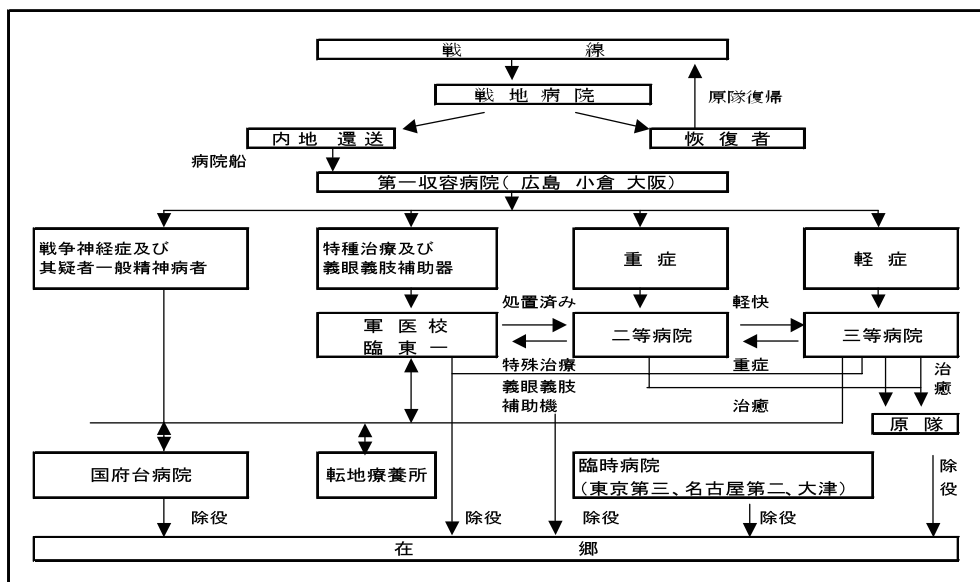 戦 線
戦 地 病 院
原隊復帰
内 地 還 送
恢 復 者
病院船
第一収容病院( 広島 小倉 大阪)
戦争神経症及び
其疑者一般精神病者
特種治療及び
義眼義肢補助器
重 症
軽 症
処置済み
軽快
軍 医 校
臨 東 一
二等病院
三等病院
特殊治療
重症
治
癒
義眼義肢
補助機
治癒
原 隊
国府台病院
転地療養所
臨時病院
(東京第三、名古屋第二、大津)
除
役
除役
除役
除役
除役
在 郷